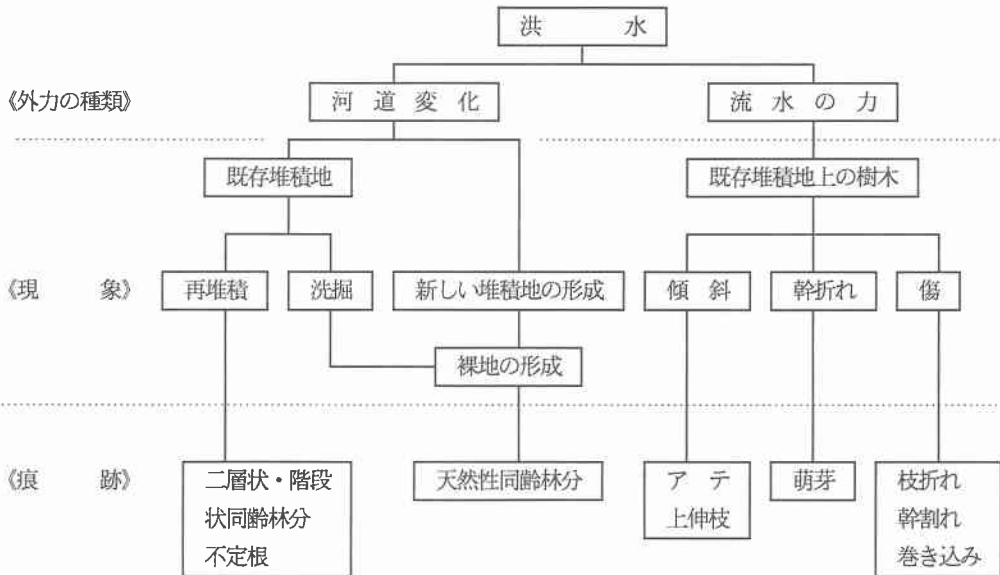 洪　水
《外力の種類》
河道変化
流水の力
既存堆積地
既存堆積地上の樹木
《現　象》
再堆積
洗掘
新しい堆積地の形成
傾斜
幹折れ
傷
裸地の形成
《痕　跡》
二層状・階段
状同齢林分
不定根
天然性同齢林分
アテ
上伸枝
萌芽
枝折れ
幹割れ
巻き込み